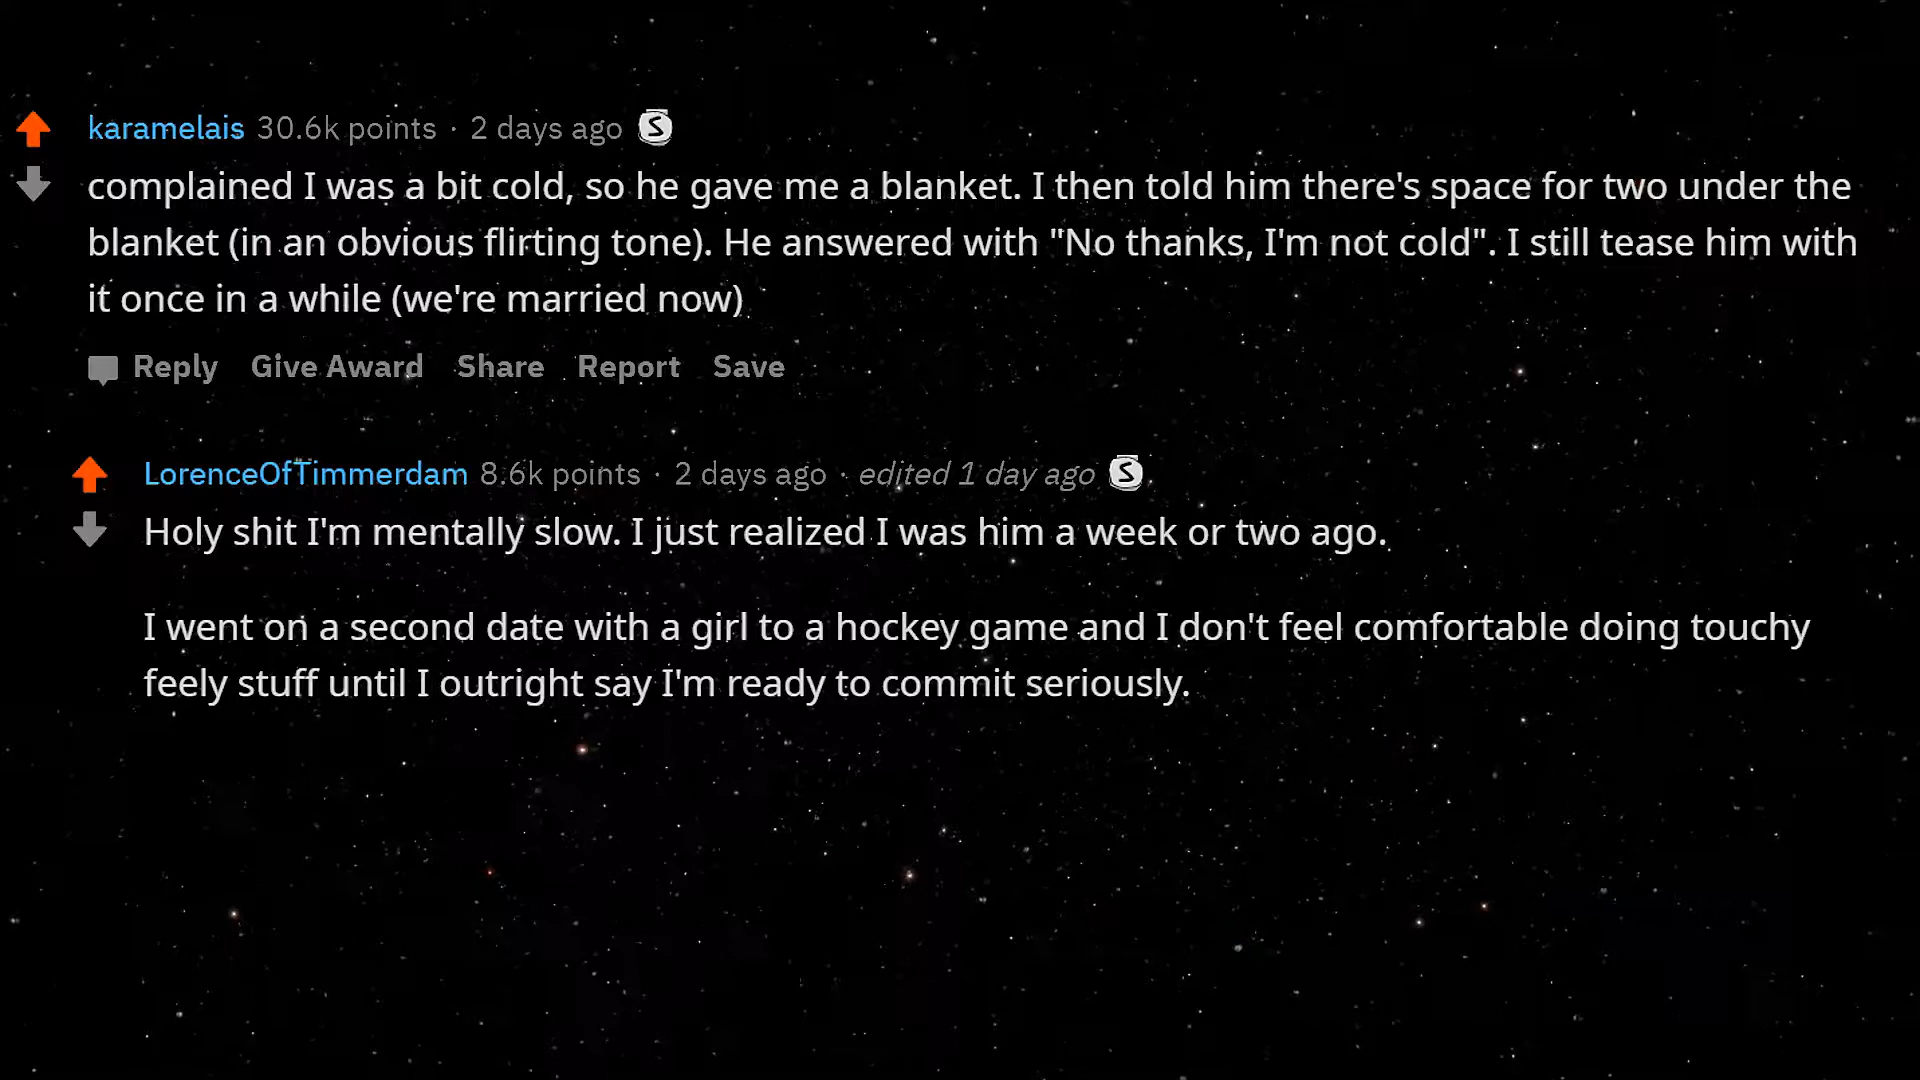 karamelais 30.6k points · 2 days ago S
complained I was a bit cold, so he gave me a blanket. I then told him there's space for two under the
blanket (in an obvious flirting tone). He answered with "No thanks, I'm not cold". I still tease him with
it once in a while (we're married now)
Reply Give Award Share Report Save
LorenceOfTimmerdam 8.6k points · 2 days ago · edited 1 day ago S
Holy shit I'm mentally slow. I just realized I was him a week or two ago.
I went on a second date with a girl to a hockey game and I don't feel comfortable doing touchy
feely stuff until I outright say I'm ready to commit seriously.